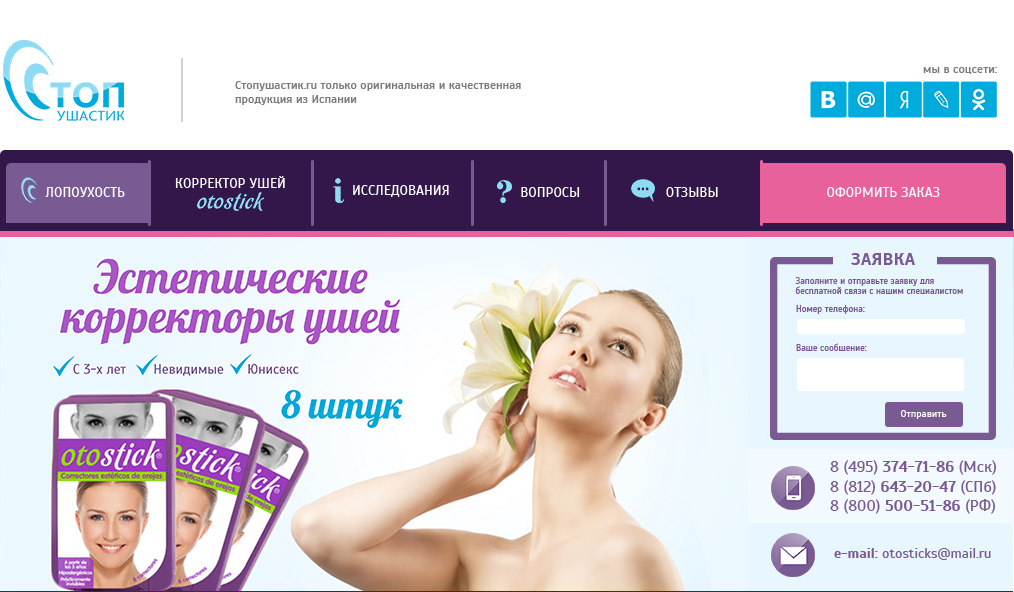 стоп
ушастик
Стопушастик.ru только оригинальная и качественная
продукция из Испании
мы в соцсети:
В @ Я
ЛОПОУХОСТЬ
КОРРЕКТОР УШЕЙ
otostick
ИССЛЕДОВАНИЯ
? ВОПРОСЫ
ОТЗЫВЫ
ОФОРМИТЬ ЗАКАЗ
Эстетические
корректоры ушей
С 3-х лет
Невидимые
Юнисекс
8 штук
otostick®
Correctores estéticos de orejas
A partir de
los 3 años
Hipoalergénicos
Prácticamente
invisibles
8 correctores
stick®
estéticos de orejas
correctores
ick®
de orejas
correctores
ЗАЯВКА
Заполните и отправьте заявку для
бесплатной связи с нашим специалистом
Номер телефона:
Ваше сообщение:
Отправить
8 (495) 374-71-86 (Мск)
8 (812) 643-20-47 (СПб)
8 (800) 500-51-86 (РФ)
e-mail: otosticks@mail.ru